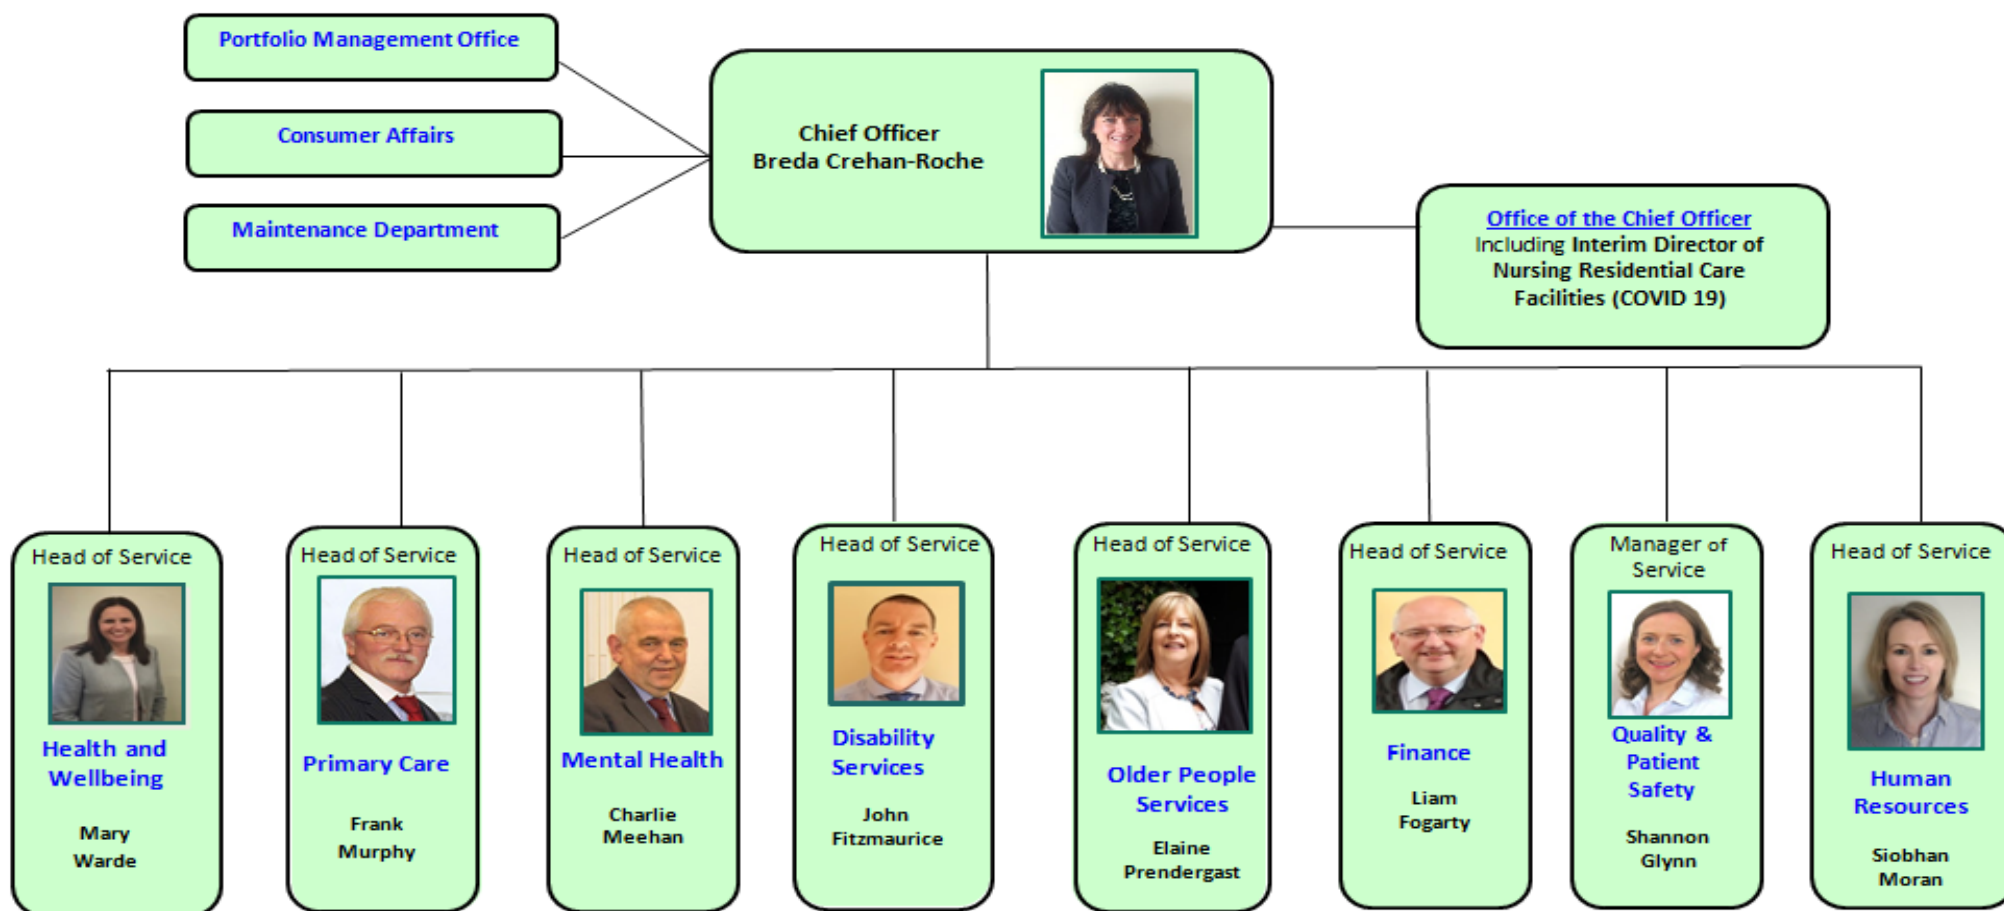 Portfolio Management Office
Consumer Affairs
Maintenance Department
Chief Officer
Breda Crehan-Roche
Office of the Chief Officer
Including Interim Director of
Nursing Residential Care
Facilities (COVID 19)
Head of Service
Health and
Wellbeing
Mary
Warde
Head of Service
Primary Care
Frank
Murphy
Head of Service
Mental Health
Charlie
Meehan
Head of Service
Disability
Services
John
Fitzmaurice
Head of Service
Older People
Services
Elaine
Prendergast
Head of Service
Finance
Liam
Fogarty
Manager of
Service
Quality &
Patient
Safety
Shannon
Glynn
Head of Service
Human
Resources
Siobhan
Moran